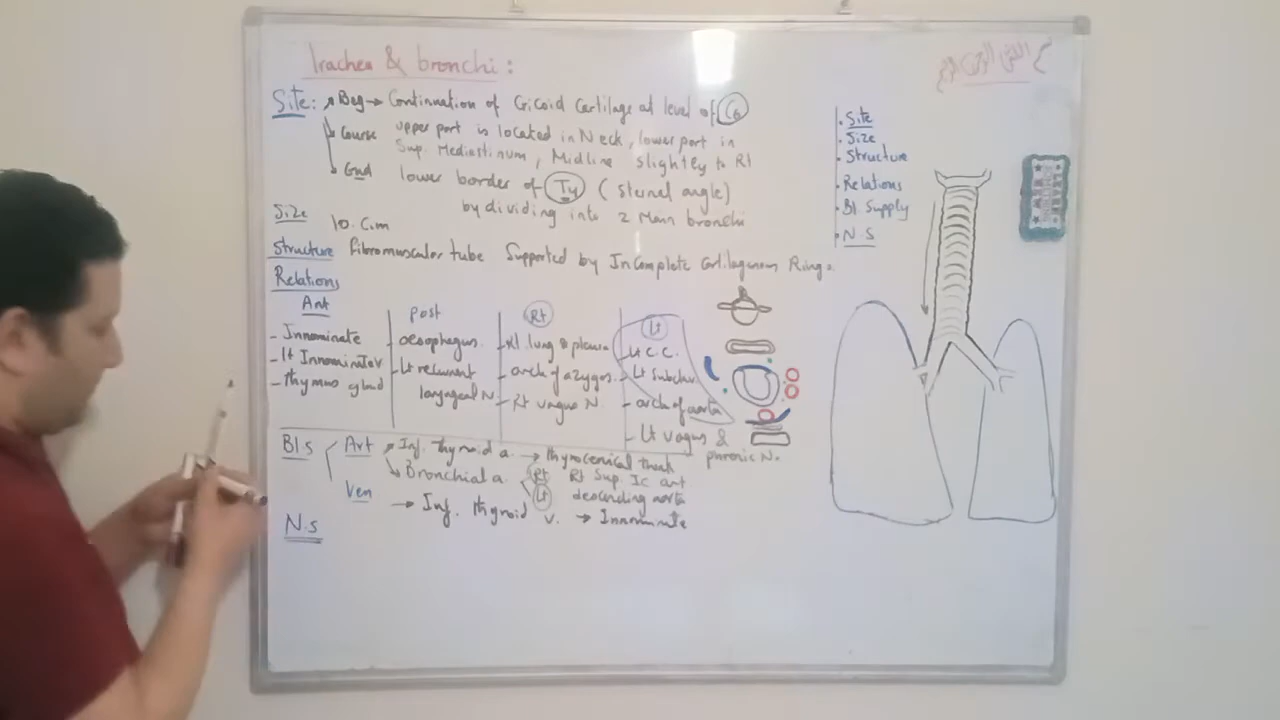 Trachea & bronchi :
Site : Beg → Continuation of Cricoid Cartilage at level of C6
Course upper part is located in Neck, lower part in
Sup. Mediastinum, Midline slightly to Rt
End lower border of T4 (sternal angle)
by dividing into 2 Main bronchi
Size 10. C.m
Structure Fibromuscular tube Supported by InComplete Cartilagenous Rings
Relations
Ant
- Innominate
- Lt Innominate v
- thymus gland
post
- oesophagus
- Lt recurrent
laryngeal N.
Rt
- Rt. lung & pleura
- arch of azygos
- Rt vagus N.
Lt
- Lt C.C.
- Lt Subclav.
- arch of aorta
- Lt vagus &
phrenic N.
Bl.s Art Inf. thyroid a. → thyrocervical trunk
Bronchial a. Rt Rt Sup. Ic art
Lt descending aorta
Ven → Inf. thyroid v. → Innominate
N.S
. Site
. Size
. Structure
. Relations
. Bl. Supply
. N.S